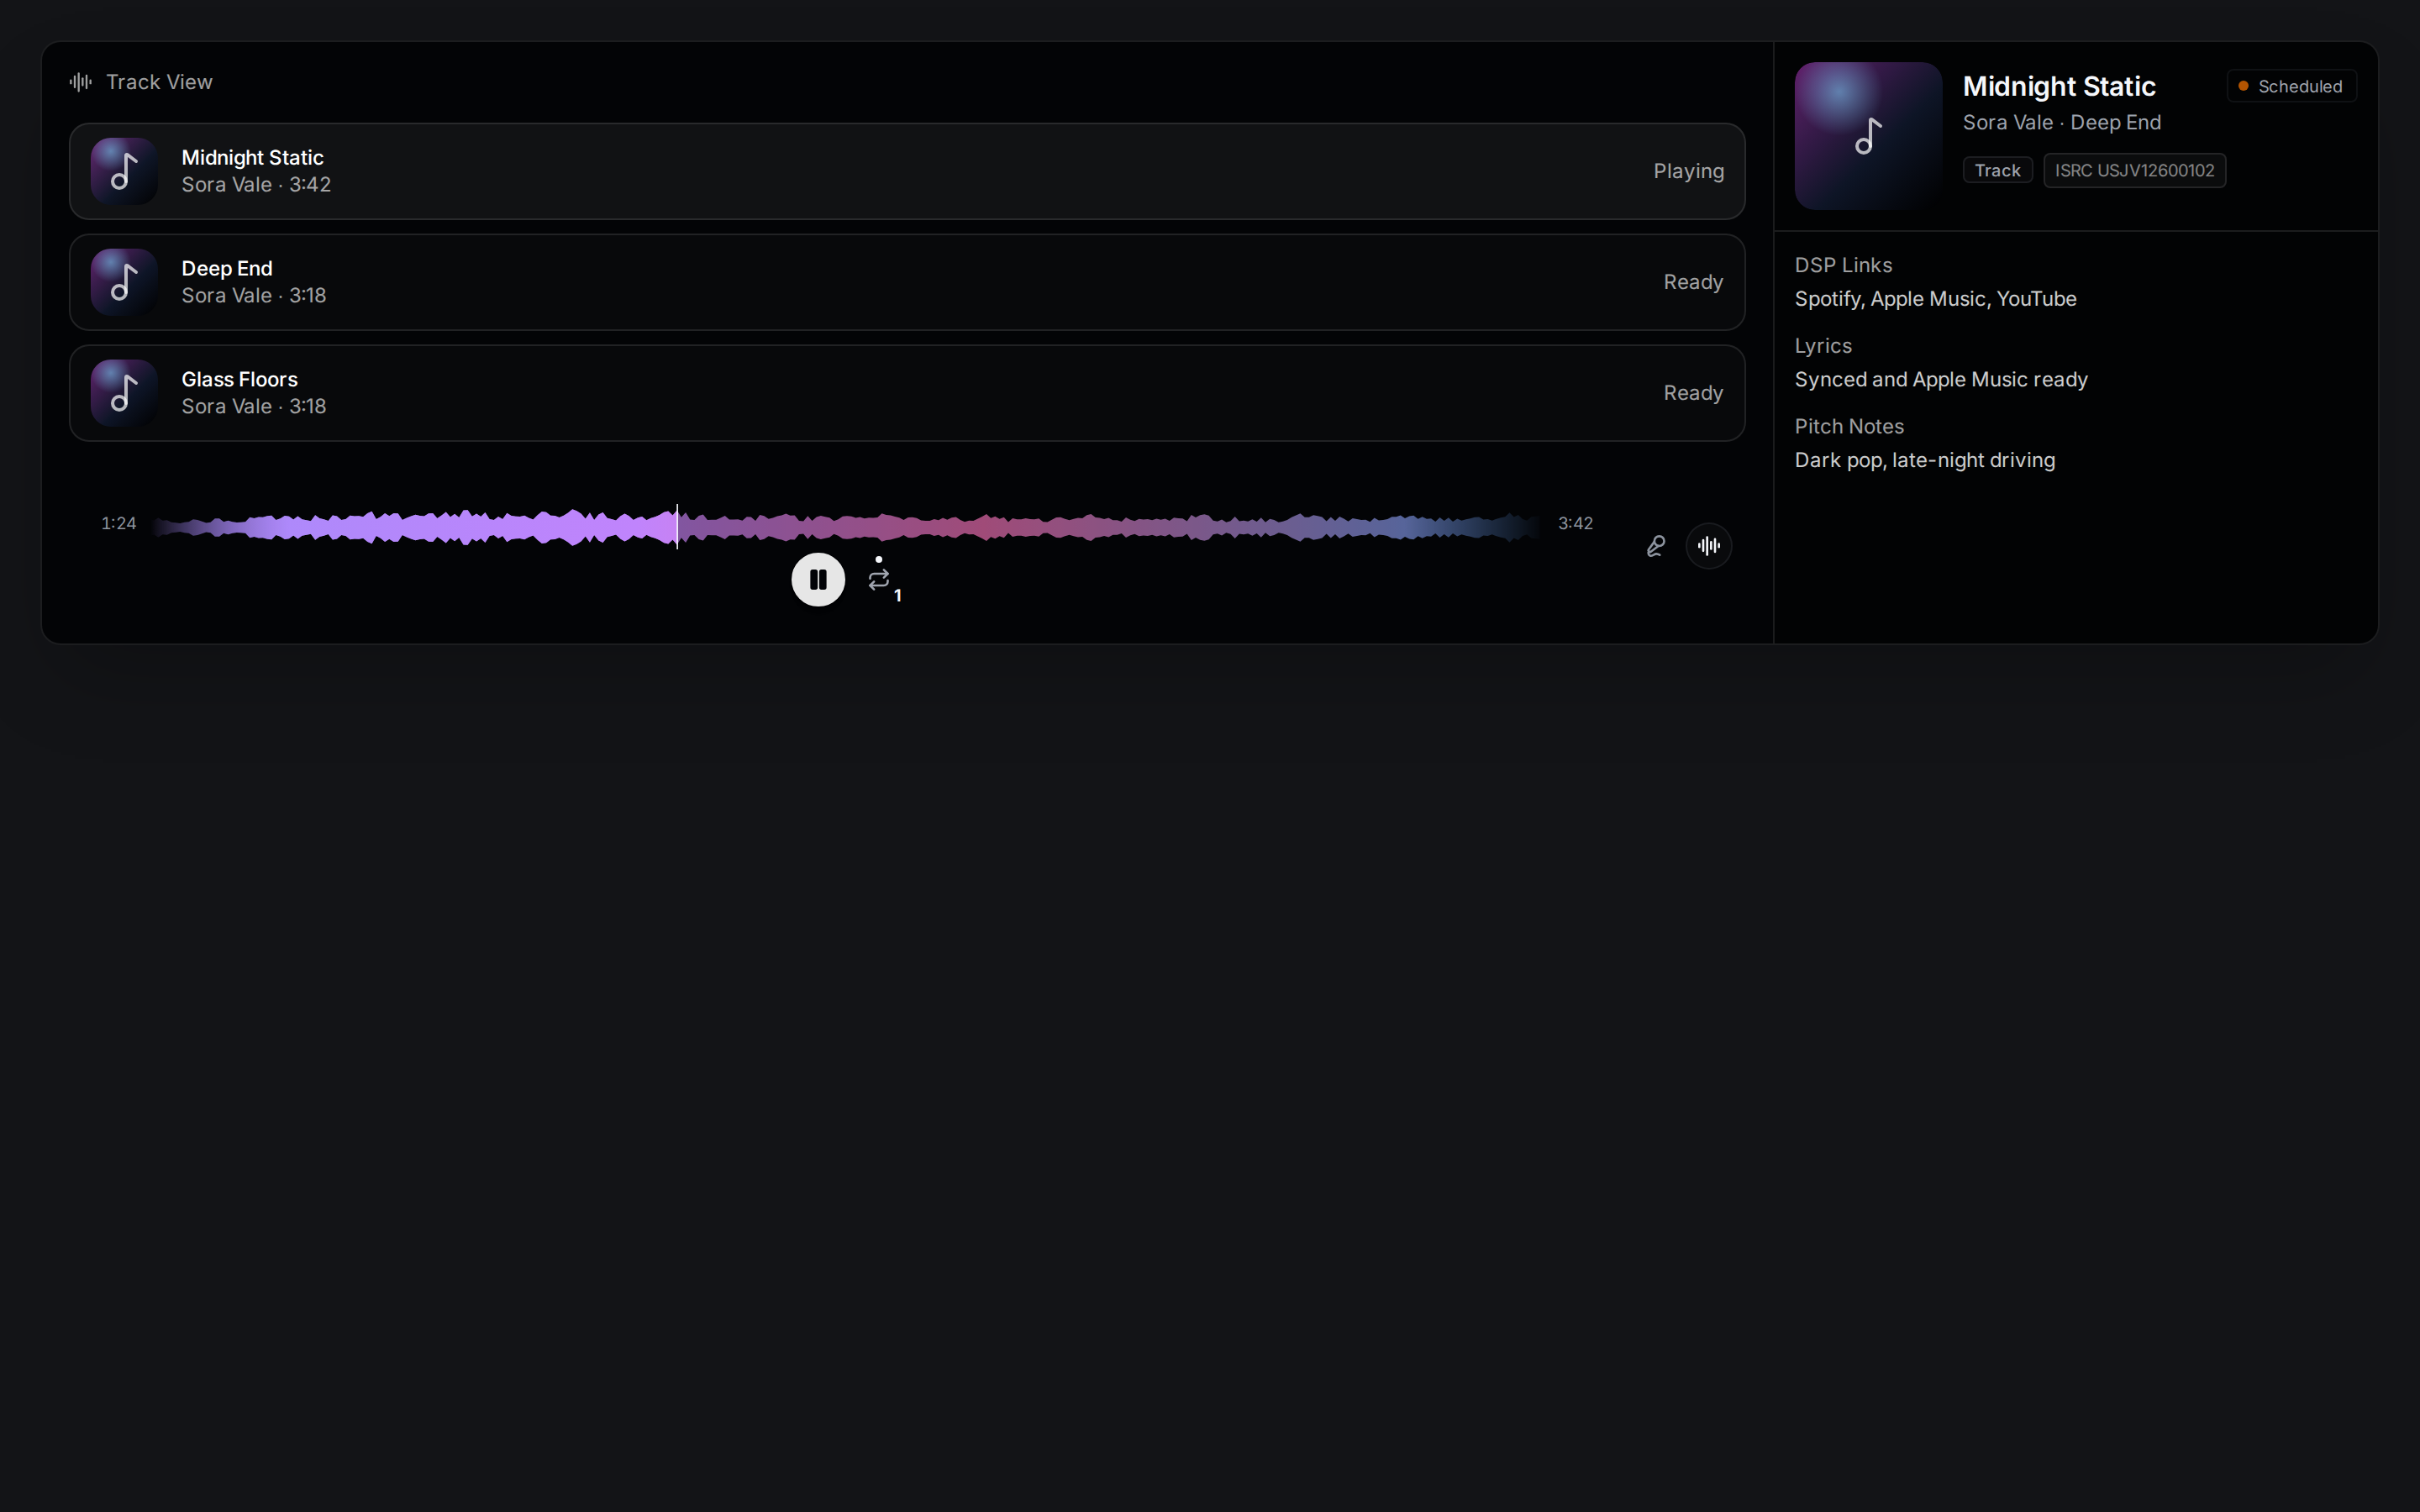 Track View
Midnight Static
Sora Vale · 3:42
Playing
Deep End
Sora Vale · 3:18
Ready
Glass Floors
Sora Vale · 3:18
Ready
1:24
3:42
1
Midnight Static
Scheduled
Sora Vale · Deep End
Track
ISRC USJV12600102
DSP Links
Spotify, Apple Music, YouTube
Lyrics
Synced and Apple Music ready
Pitch Notes
Dark pop, late-night driving